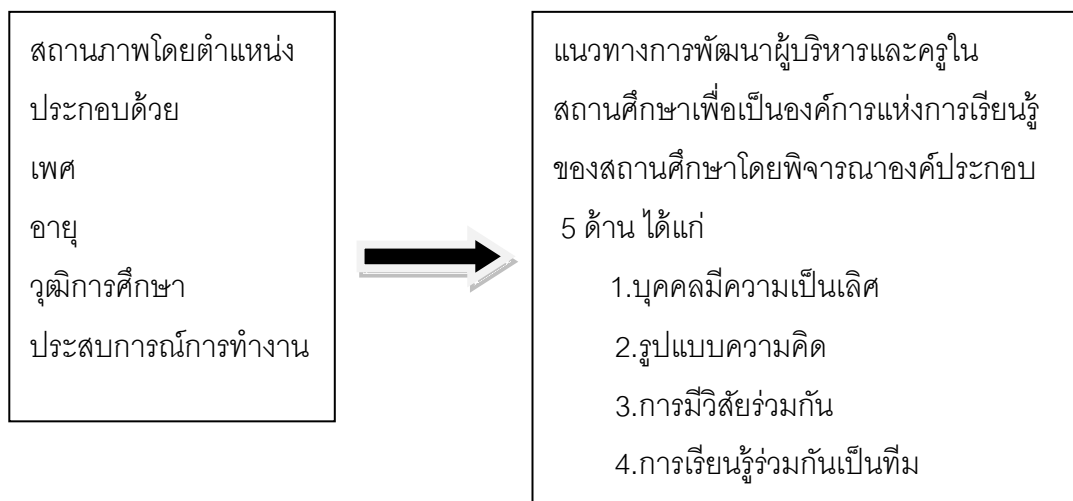 สถานภาพโดยตำแหน่ง
ประกอบด้วย
เพศ
อายุ
วุฒิการศึกษา
ประสบการณ์การทำงาน
แนวทางการพัฒนาผู้บริหารและครูใน
สถานศึกษาเพื่อเป็นองค์การแห่งการเรียนรู้
ของสถานศึกษาโดยพิจารณาองค์ประกอบ
5 ด้าน ได้แก่
1.บุคคลมีความเป็นเลิศ
2.รูปแบบความคิด
3.การมีวิสัยร่วมกัน
4.การเรียนรู้ร่วมกันเป็นทีม